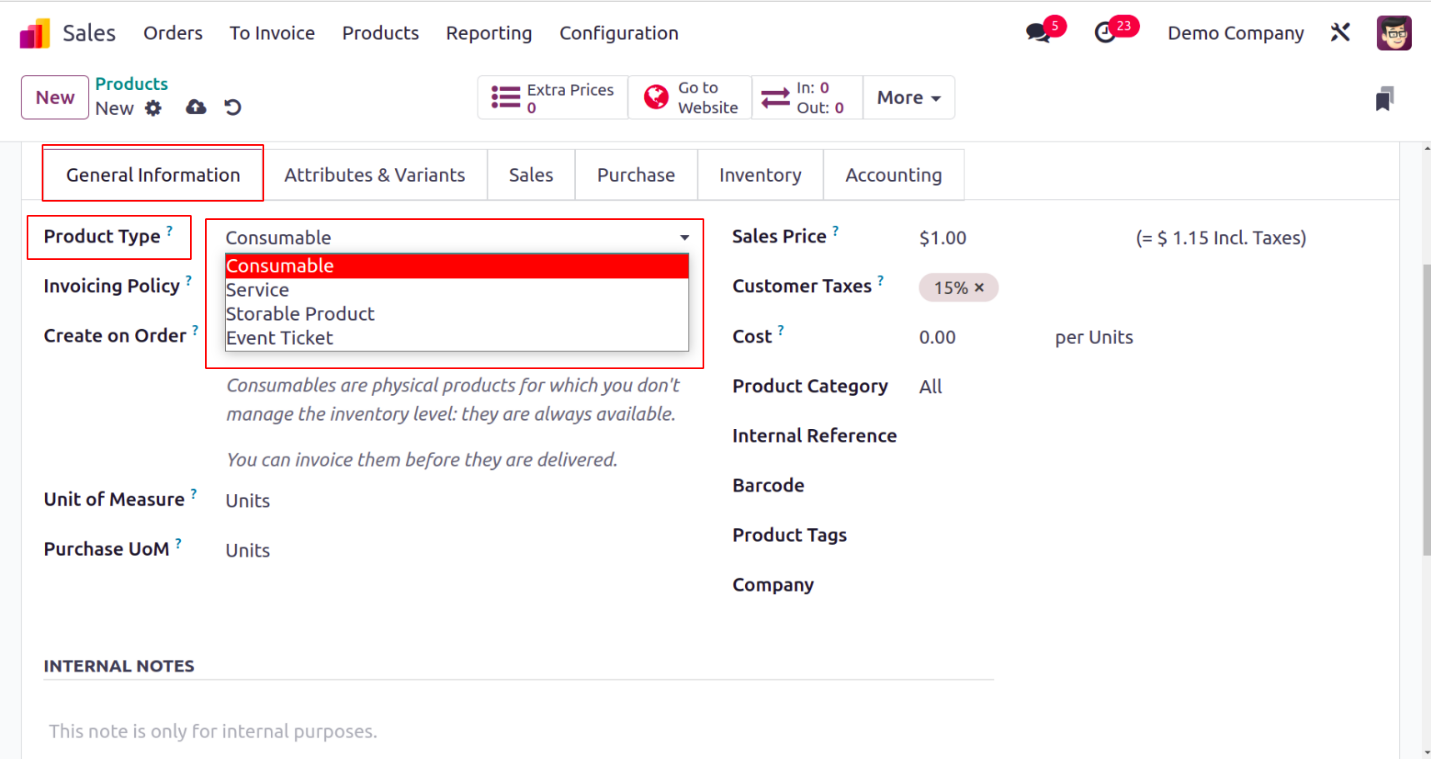 Sales Orders To Invoice Products Reporting Configuration 5 23 Demo Company
New Products
New
Extra Prices
0
Go to
Website
In: 0
Out: 0
More
General Information Attributes & Variants Sales Purchase Inventory Accounting
Product Type ? Consumable
Consumable
Service
Storable Product
Event Ticket
Invoicing Policy ?
Create on Order ?
Consumables are physical products for which you don't
manage the inventory level: they are always available.
You can invoice them before they are delivered.
Unit of Measure ? Units
Purchase UoM ? Units
Sales Price ? $1.00 (= $ 1.15 Incl. Taxes)
Customer Taxes ? 15% ×
Cost ? 0.00 per Units
Product Category All
Internal Reference
Barcode
Product Tags
Company
INTERNAL NOTES
This note is only for internal purposes.